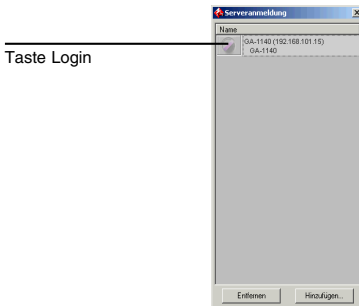 Serveranmeldung
Name
GA-1140 (192.168.101.15)
GA-1140
Taste Login
Entfernen
Hinzufügen...